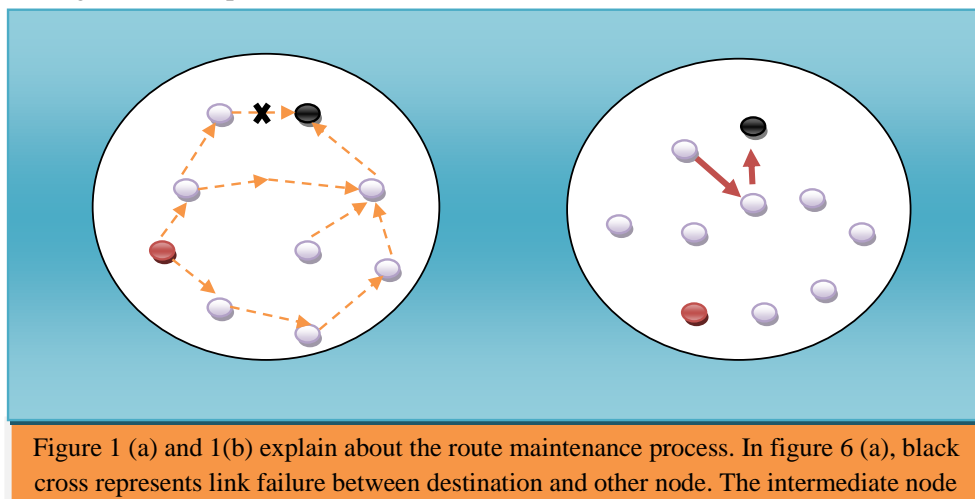 Figure 1 (a) and 1(b) explain about the route maintenance process. In figure 6 (a), black
cross represents link failure between destination and other node. The intermediate node